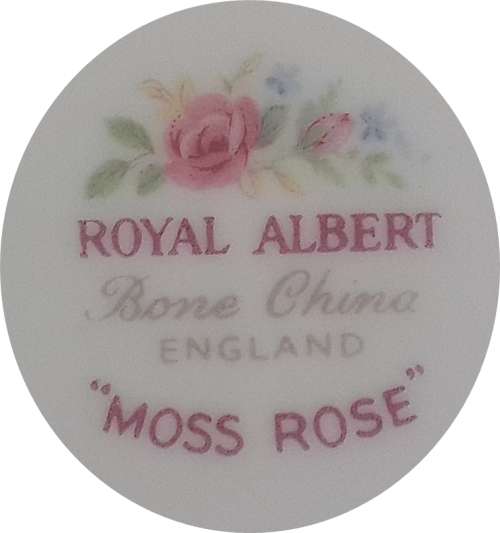 ROYAL ALBERT
Bone China
ENGLAND
"MOSS ROSE"